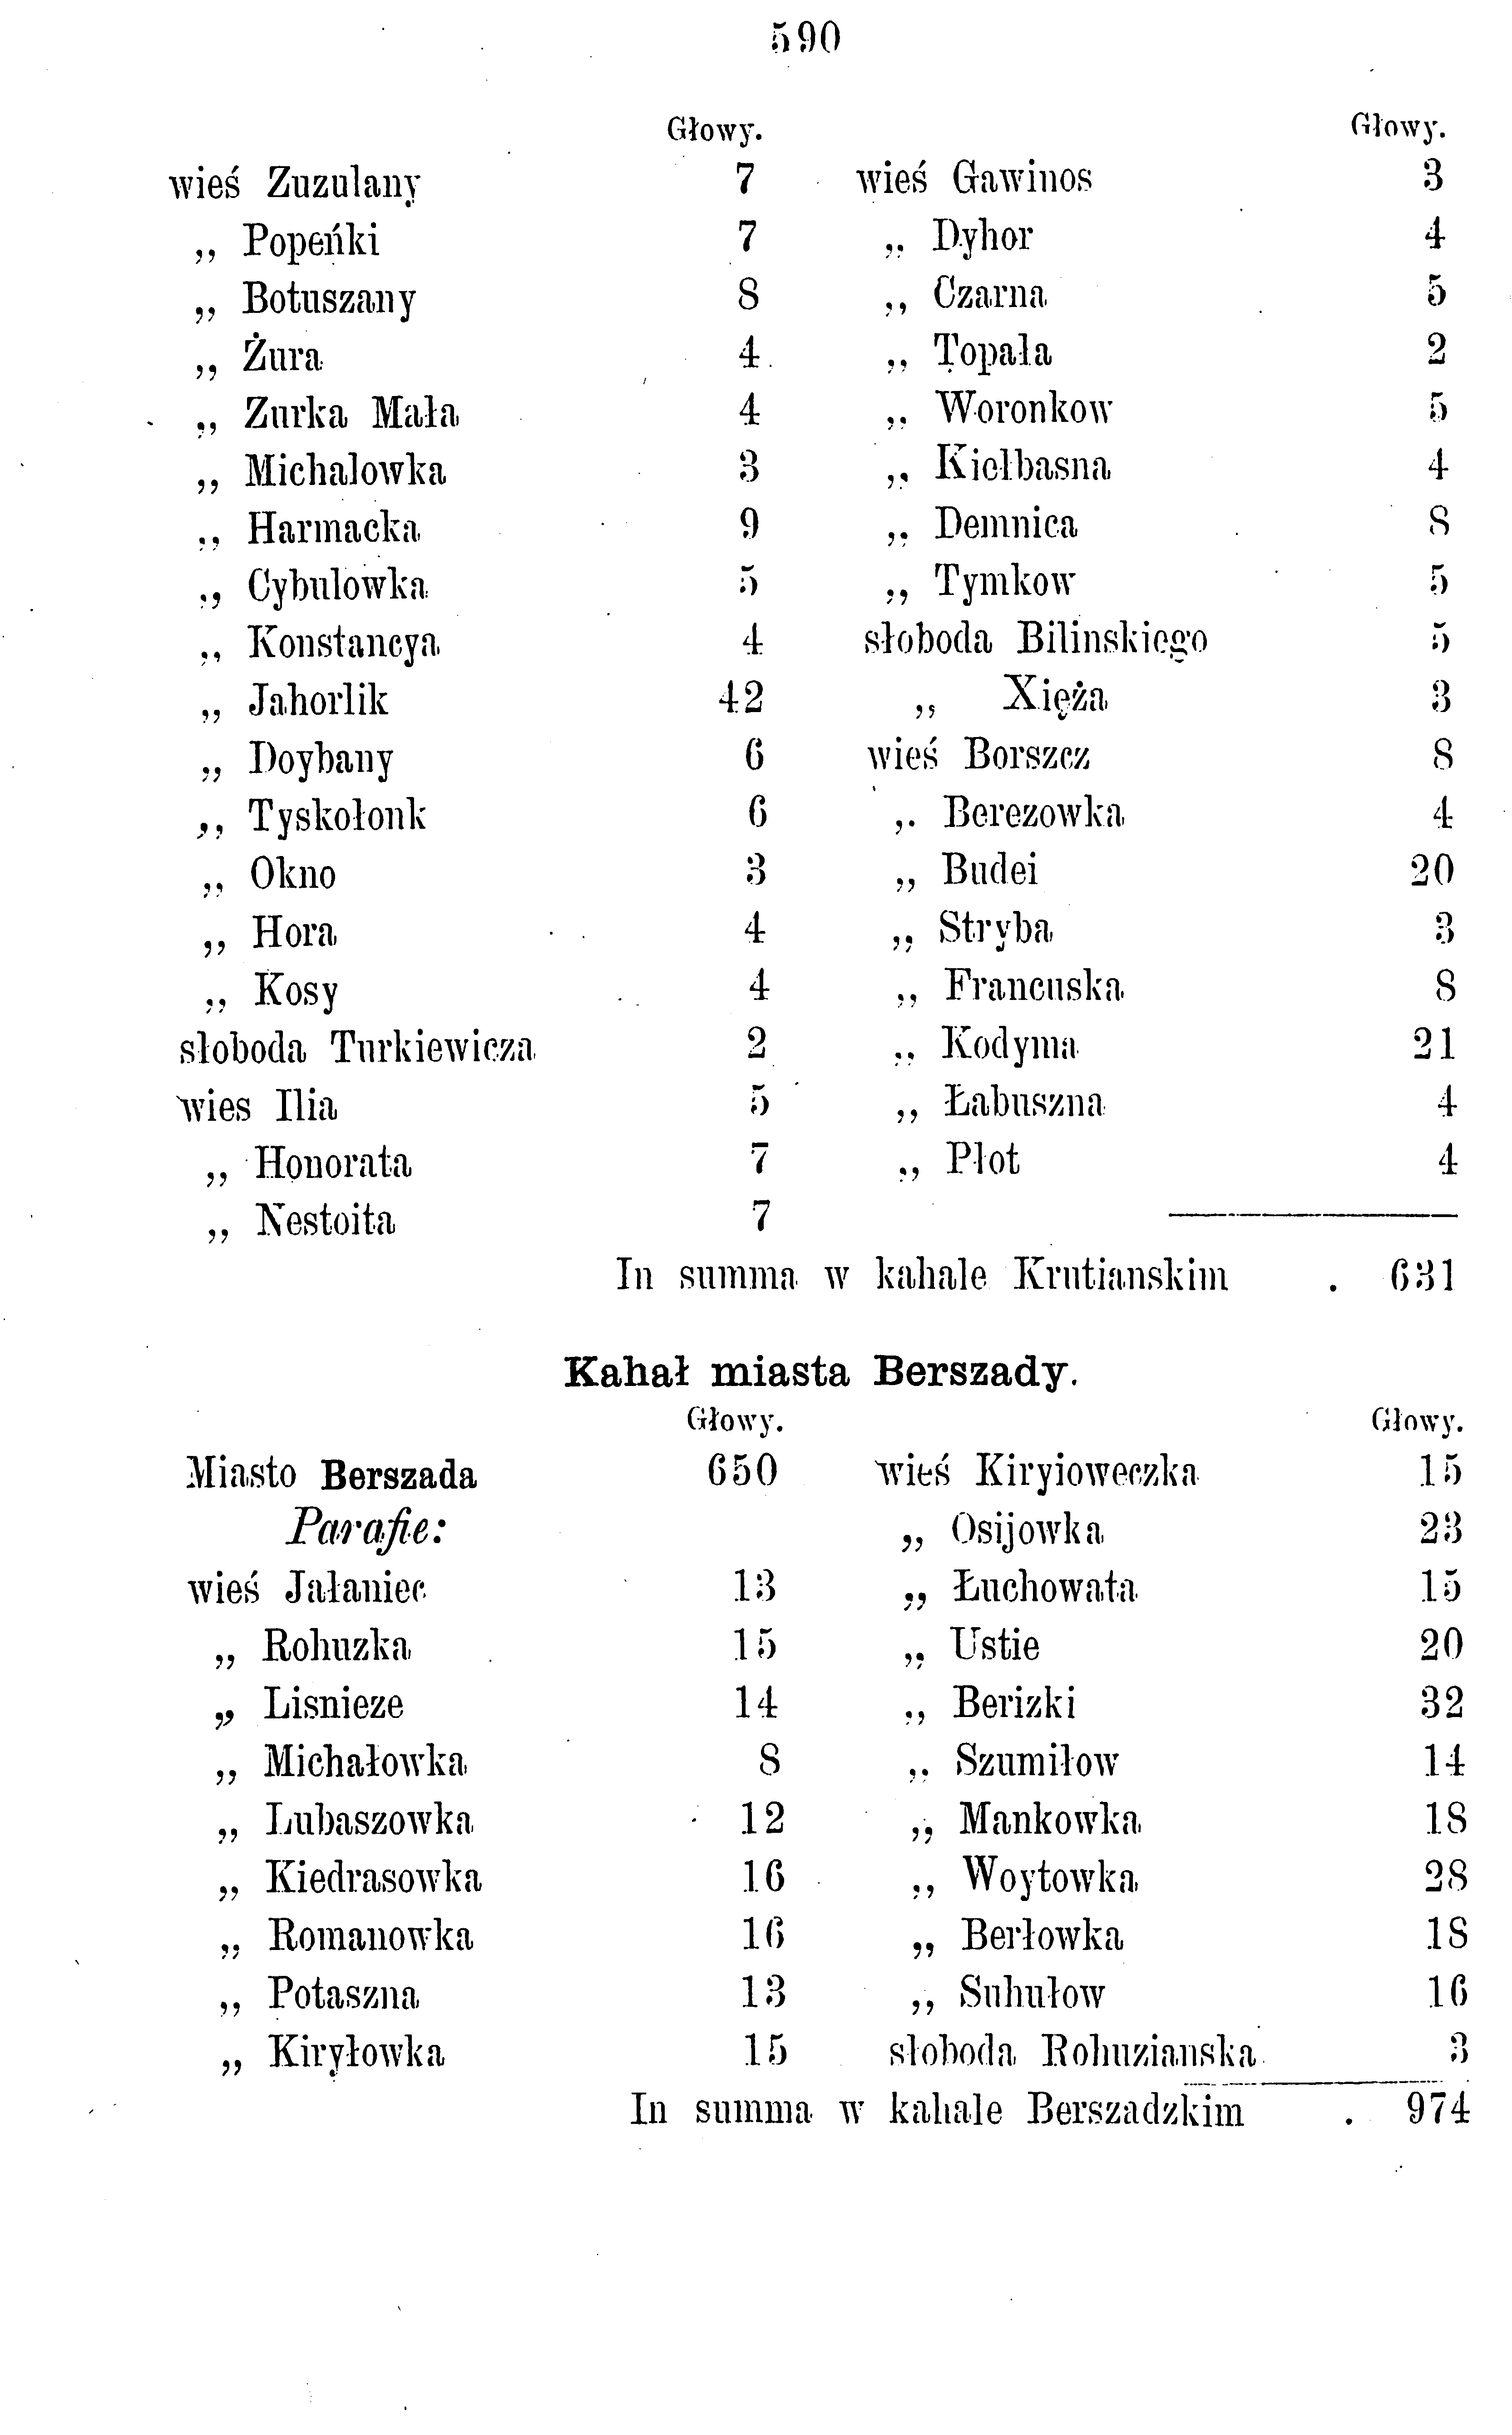 590
Głowy.
wieś Zuzulany 7
„ Popeńki 7
„ Botuszany 8
„ Żura 4
„ Zurka Mała 4
„ Michalowka 3
„ Harmacka 9
„ Cybulowka 5
„ Konstancya 4
„ Jahorlik 42
„ Doybany 6
„ Tyskołonk 6
„ Okno 3
„ Hora 4
„ Kosy 4
słoboda Turkiewicza 2
wies Ilia 5
„ Honorata 7
„ Nestoita 7
Głowy.
wieś Gawinos 3
„ Dyhor 4
„ Czarna 5
„ Topała 2
„ Woronkow 5
„ Kielbasna 4
„ Demnica 8
„ Tymkow 5
słoboda Bilinskiego 5
„ Xięża 3
wieś Borszcz 8
„ Berezowka 4
„ Budei 20
„ Stryba 3
„ Francuska 8
„ Kodyma 21
„ Łabuszna 4
„ Płot 4
In summa w kahale Krutianskim . 631
Kahał miasta Berszady.
Głowy.
Miasto Berszada 650
Parafie:
wieś Jałaniec 13
„ Rohuzka 15
„ Lisnieze 14
„ Michałowka 8
„ Lubaszowka 12
„ Kiedrasowka 16
„ Romanowka 16
„ Potaszna 13
„ Kiryłowka 15
Głowy.
wieś Kiryioweczka 15
„ Osijowka 23
„ Łuchowata 15
„ Ustie 20
„ Berizki 32
„ Szumiłow 14
„ Mankowka 18
„ Woytowka 28
„ Berłowka 18
„ Suhułow 16
słoboda Rohuzianska 3
In summa w kahale Berszadzkim . 974